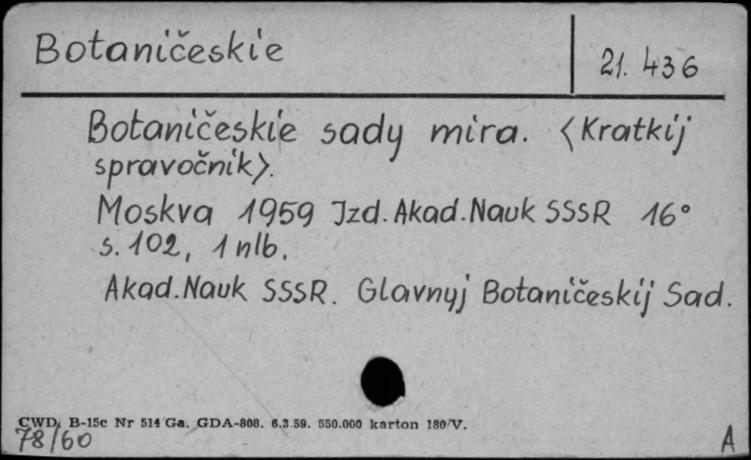 Botaničeskie
21. 436
Botaničeskie sady mira. <Kratkij
spravočnik>.
Moskva 1959 Izd. Akad. Nauk SSSR 16°
s. 102, 1 nlb.
Akad. Nauk SSSR. Glavnyj Botaničeskij Sad.
CWD, B-15c Nr 514 Ga. GDA-808. 6.3.59. 550.000 karton 180/V.
78/60
A